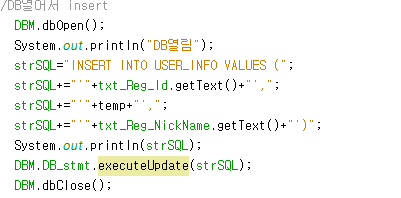 /DB열어서 insert
DBM.dbOpen();
System.out.println("DB열림");
strSQL="INSERT INTO USER_INFO VALUES (";
strSQL+="'"+txt_Reg_Id.getText()+"',";
strSQL+="'"+temp+"',";
strSQL+="'"+txt_Reg_NickName.getText()+"')";
System.out.println(strSQL);
DBM.DB_stmt.executeUpdate(strSQL);
DBM.dbClose();